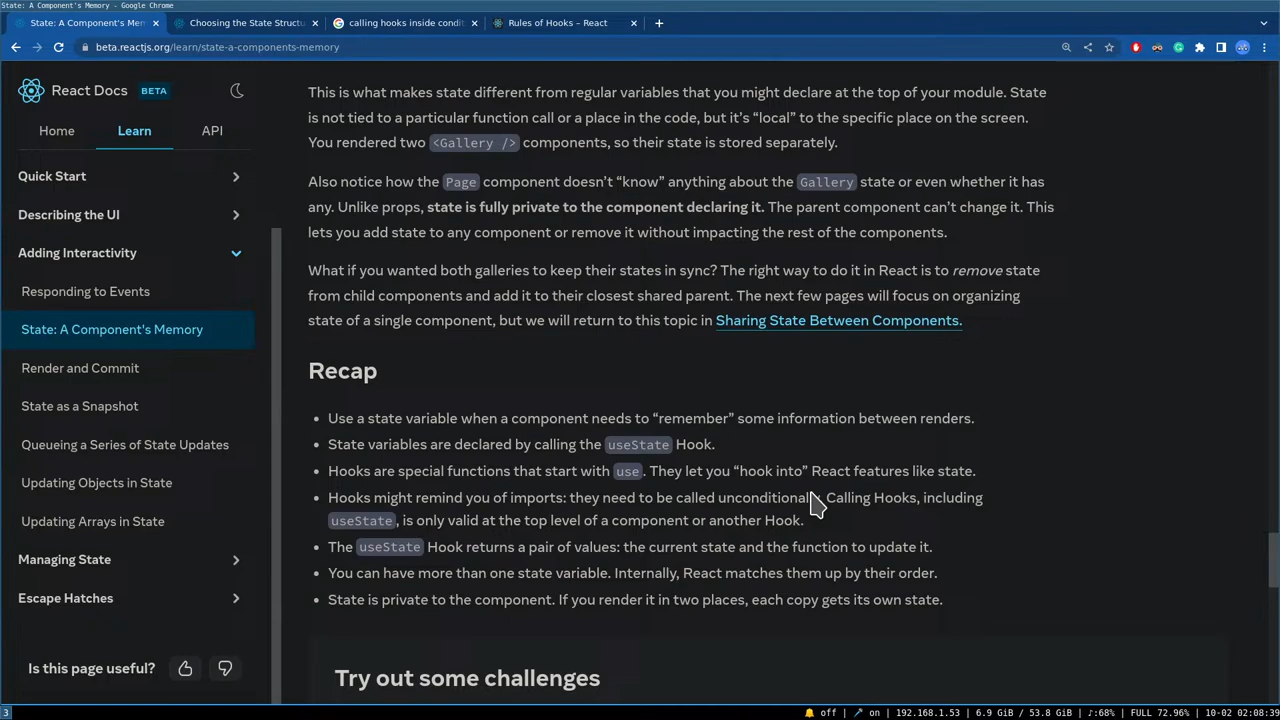 State: A Component's Memory - Google Chrome
State: A Component's Mem
Choosing the State Structu
calling hooks inside condit
Rules of Hooks – React
beta.reactjs.org/learn/state-a-components-memory
React Docs BETA
Home Learn API
Quick Start
Describing the UI
Adding Interactivity
Responding to Events
State: A Component's Memory
Render and Commit
State as a Snapshot
Queueing a Series of State Updates
Updating Objects in State
Updating Arrays in State
Managing State
Escape Hatches
Is this page useful?
This is what makes state different from regular variables that you might declare at the top of your module. State
is not tied to a particular function call or a place in the code, but it's “local” to the specific place on the screen.
You rendered two <Gallery /> components, so their state is stored separately.
Also notice how the Page component doesn't “know” anything about the Gallery state or even whether it has
any. Unlike props, state is fully private to the component declaring it. The parent component can't change it. This
lets you add state to any component or remove it without impacting the rest of the components.
What if you wanted both galleries to keep their states in sync? The right way to do it in React is to remove state
from child components and add it to their closest shared parent. The next few pages will focus on organizing
state of a single component, but we will return to this topic in Sharing State Between Components.
Recap
• Use a state variable when a component needs to “remember” some information between renders.
• State variables are declared by calling the useState Hook.
• Hooks are special functions that start with use. They let you “hook into” React features like state.
• Hooks might remind you of imports: they need to be called unconditionally. Calling Hooks, including
useState, is only valid at the top level of a component or another Hook.
• The useState Hook returns a pair of values: the current state and the function to update it.
• You can have more than one state variable. Internally, React matches them up by their order.
• State is private to the component. If you render it in two places, each copy gets its own state.
Try out some challenges
3
off | on | 192.168.1.53 | 6.9 GiB / 53.8 GiB | ♪:68% | FULL 72.96% | 10-02 02:08:39